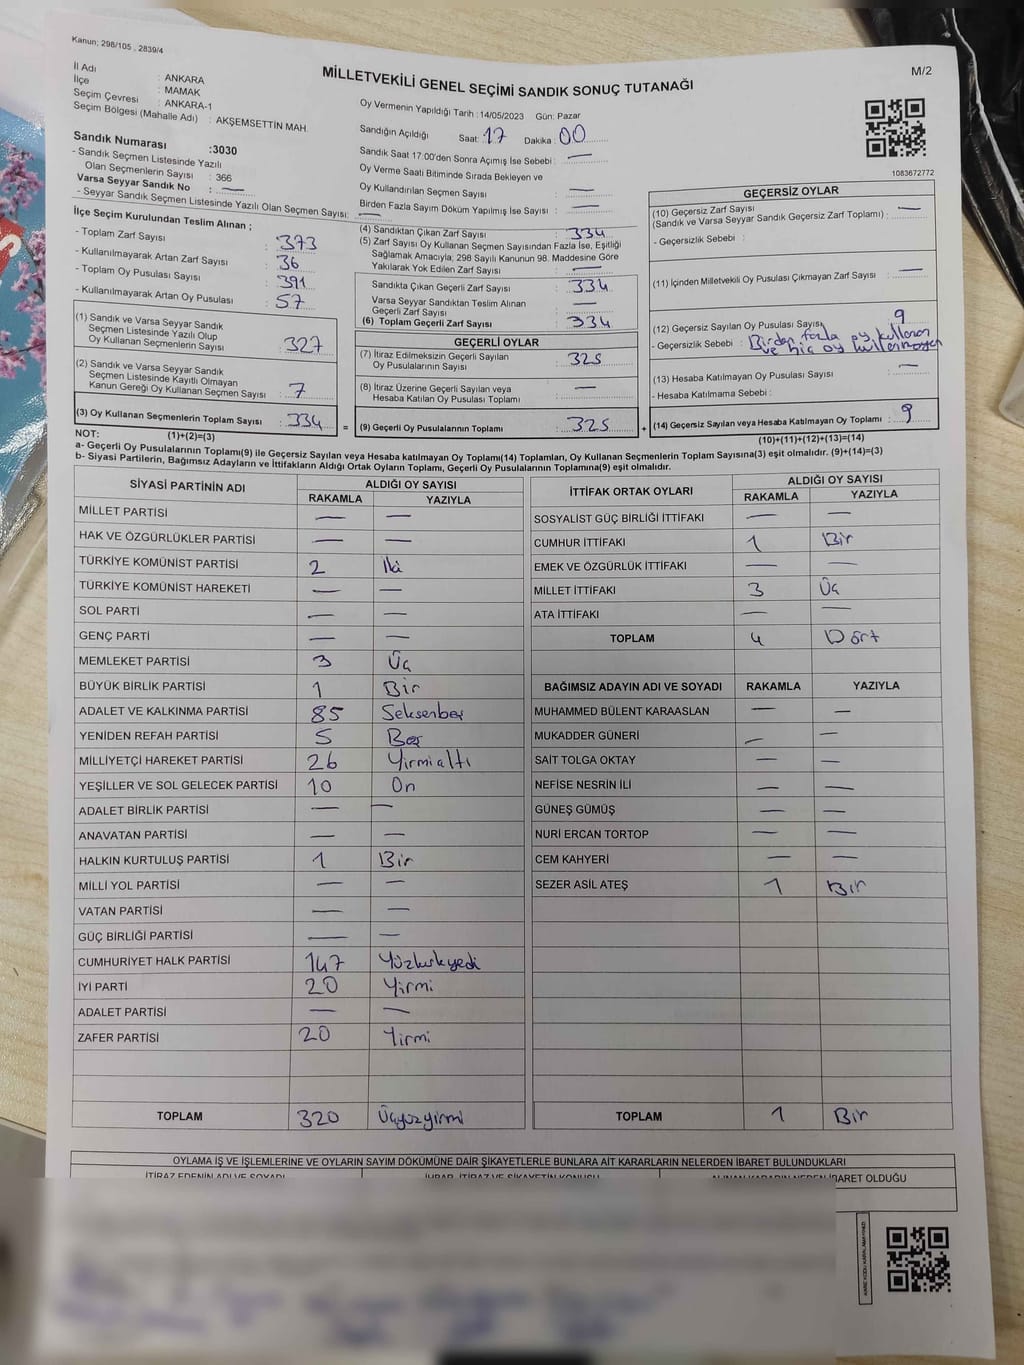 Kanun; 298/105 , 2839/4
MİLLETVEKİLİ GENEL SEÇİMİ SANDIK SONUÇ TUTANAĞI
M/2
İl Adı : ANKARA
İlçe : MAMAK
Seçim Çevresi : ANKARA-1
Seçim Bölgesi (Mahalle Adı) : AKŞEMSETTİN MAH.
Sandık Numarası :3030
- Sandık Seçmen Listesinde Yazılı
Olan Seçmenlerin Sayısı : 366
Varsa Seyyar Sandık No : —
- Seyyar Sandık Seçmen Listesinde Yazılı Olan Seçmen Sayısı: —
İlçe Seçim Kurulundan Teslim Alınan ;
- Toplam Zarf Sayısı : 373
- Kullanılmayarak Artan Zarf Sayısı : 36
- Toplam Oy Pusulası Sayısı : 391
- Kullanılmayarak Artan Oy Pusulası : 57
(1) Sandık ve Varsa Seyyar Sandık
Seçmen Listesinde Yazılı Olup
Oy Kullanan Seçmenlerin Sayısı : 327
(2) Sandık ve Varsa Seyyar Sandık
Seçmen Listesinde Kayıtlı Olmayan
Kanun Gereği Oy Kullanan Seçmen Sayısı : 7
(3) Oy Kullanan Seçmenlerin Toplam Sayısı : 334
Oy Vermenin Yapıldığı Tarih : 14/05/2023 Gün: Pazar
Sandığın Açıldığı Saat: 17 Dakika : 00
Sandık Saat 17:00'den Sonra Açımış İse Sebebi : —
Oy Verme Saati Bitiminde Sırada Bekleyen ve
Oy Kullandırılan Seçmen Sayısı : —
Birden Fazla Sayım Döküm Yapılmış İse Sayısı : —
(4) Sandıktan Çıkan Zarf Sayısı : 334
(5) Zarf Sayısı Oy Kullanan Seçmen Sayısından Fazla İse, Eşitliği
Sağlamak Amacıyla; 298 Sayılı Kanunun 98. Maddesine Göre
Yakılarak Yok Edilen Zarf Sayısı : —
Sandıkta Çıkan Geçerli Zarf Sayısı : 334
Varsa Seyyar Sandıktan Teslim Alınan
Geçerli Zarf Sayısı : —
(6) Toplam Geçerli Zarf Sayısı : 334
GEÇERLİ OYLAR
(7) İtiraz Edilmeksizin Geçerli Sayılan
Oy Pusulalarının Sayısı : 325
(8) İtiraz Üzerine Geçerli Sayılan veya
Hesaba Katılan Oy Pusulası Toplamı : —
= (9) Geçerli Oy Pusulalarının Toplamı : 325
1083672772
GEÇERSİZ OYLAR
(10) Geçersiz Zarf Sayısı
(Sandık ve Varsa Seyyar Sandık Geçersiz Zarf Toplamı) : —
- Geçersizlik Sebebi :
(11) İçinden Milletvekili Oy Pusulası Çıkmayan Zarf Sayısı : —
(12) Geçersiz Sayılan Oy Pusulası Sayısı : 9
- Geçersizlik Sebebi : Birden fazla oy kullanan
ve hiç oy kullanmayan
(13) Hesaba Katılmayan Oy Pusulası Sayısı : —
- Hesaba Katılmama Sebebi :
+ (14) Geçersiz Sayılan veya Hesaba Katılmayan Oy Toplamı : 9
NOT: (1)+(2)=(3) (10)+(11)+(12)+(13)=(14)
a- Geçerli Oy Pusulaların Toplamı(9) ile Geçersiz Sayılan veya Hesaba katılmayan Oy Toplamı(14) Toplamları, Oy Kullanan Seçmenlerin Toplam Sayısına(3) eşit olmalıdır. (9)+(14)=(3)
b- Siyasi Partilerin, Bağımsız Adayların ve İttifakların Aldığı Ortak Oyların Toplamı, Geçerli Oy Pusulalarının Toplamına(9) eşit olmalıdır.
SİYASİ PARTİNİN ADI ALDIĞI OY SAYISI
RAKAMLA YAZIYLA
MİLLET PARTİSİ — —
HAK VE ÖZGÜRLÜKLER PARTİSİ — —
TÜRKİYE KOMÜNİST PARTİSİ 2 İki
TÜRKİYE KOMÜNİST HAREKETİ — —
SOL PARTİ — —
GENÇ PARTİ — —
MEMLEKET PARTİSİ 3 Üç
BÜYÜK BİRLİK PARTİSİ 1 Bir
ADALET VE KALKINMA PARTİSİ 85 Seksenbeş
YENİDEN REFAH PARTİSİ 5 Beş
MİLLİYETÇİ HAREKET PARTİSİ 26 Yirmialtı
YEŞİLLER VE SOL GELECEK PARTİSİ 10 On
ADALET BİRLİK PARTİSİ — —
ANAVATAN PARTİSİ — —
HALKIN KURTULUŞ PARTİSİ 1 Bir
MİLLİ YOL PARTİSİ — —
VATAN PARTİSİ — —
GÜÇ BİRLİĞİ PARTİSİ — —
CUMHURİYET HALK PARTİSİ 147 Yüzkırkyedi
İYİ PARTİ 20 Yirmi
ADALET PARTİSİ — —
ZAFER PARTİSİ 20 Yirmi
TOPLAM 320 Üçyüzyirmi
İTTİFAK ORTAK OYLARI ALDIĞI OY SAYISI
RAKAMLA YAZIYLA
SOSYALİST GÜÇ BİRLİĞİ İTTİFAKI — —
CUMHUR İTTİFAKI 1 Bir
EMEK VE ÖZGÜRLÜK İTTİFAKI — —
MİLLET İTTİFAKI 3 Üç
ATA İTTİFAKI — —
TOPLAM 4 Dört
BAĞIMSIZ ADAYIN ADI VE SOYADI RAKAMLA YAZIYLA
MUHAMMED BÜLENT KARAASLAN — —
MUKADDER GÜNERİ — —
SAİT TOLGA OKTAY — —
NEFİSE NESRİN İLİ — —
GÜNEŞ GÜMÜŞ — —
NURİ ERCAN TORTOP — —
CEM KAHYERİ — —
SEZER ASİL ATEŞ 1 Bir
TOPLAM 1 Bir
OYLAMA İŞ VE İŞLEMLERİNE VE OYLARIN SAYIM DÖKÜMÜNE DAİR ŞİKAYETLERLE BUNLARA AİT KARARLARIN NELERDEN İBARET BULUNDUKLARI
İTİRAZ EDENİN ADI VE SOYADI İHBAR, İTİRAZ VE ŞİKAYETİN KONUSU ALINAN KARARIN NEDEN İBARET OLDUĞU
KARE KODU KARALAMAYINIZ!